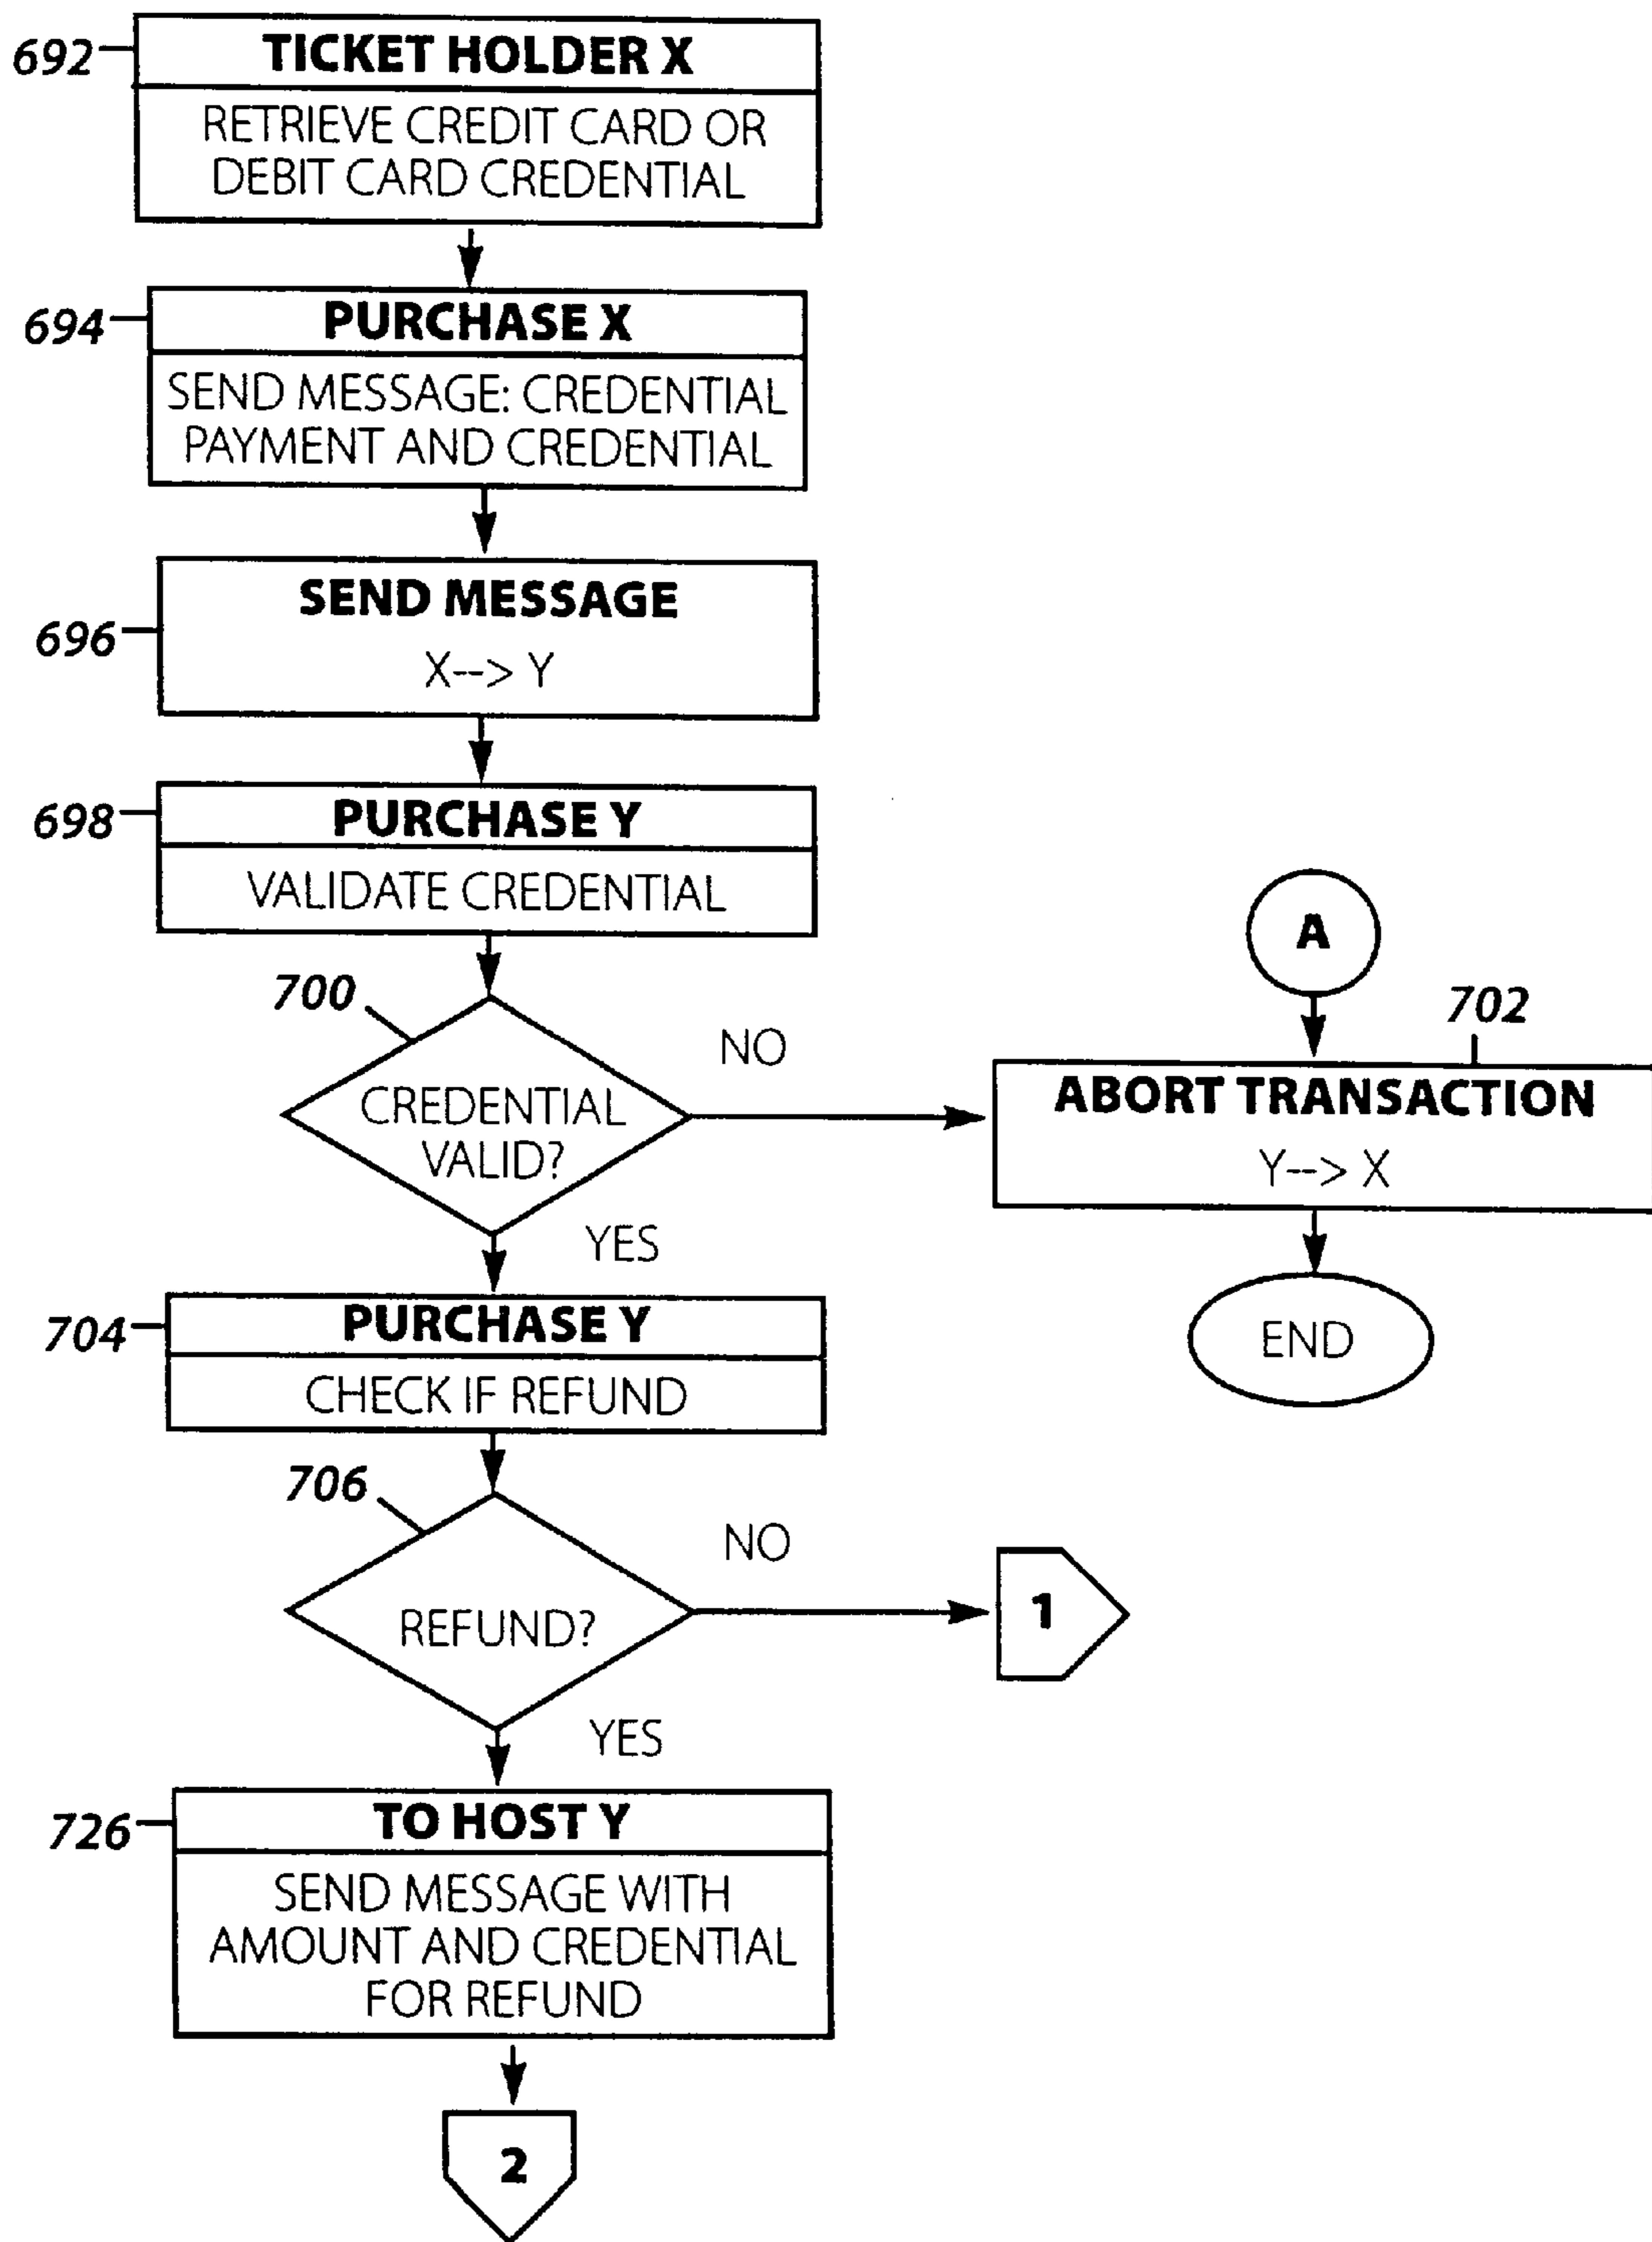 692
TICKET HOLDER X
RETRIEVE CREDIT CARD OR
DEBIT CARD CREDENTIAL
694
PURCHASE X
SEND MESSAGE: CREDENTIAL
PAYMENT AND CREDENTIAL
696
SEND MESSAGE
X--> Y
698
PURCHASE Y
VALIDATE CREDENTIAL
A
700
CREDENTIAL
VALID?
NO
YES
702
ABORT TRANSACTION
Y--> X
END
704
PURCHASE Y
CHECK IF REFUND
706
REFUND?
NO
1
YES
726
TO HOST Y
SEND MESSAGE WITH
AMOUNT AND CREDENTIAL
FOR REFUND
2